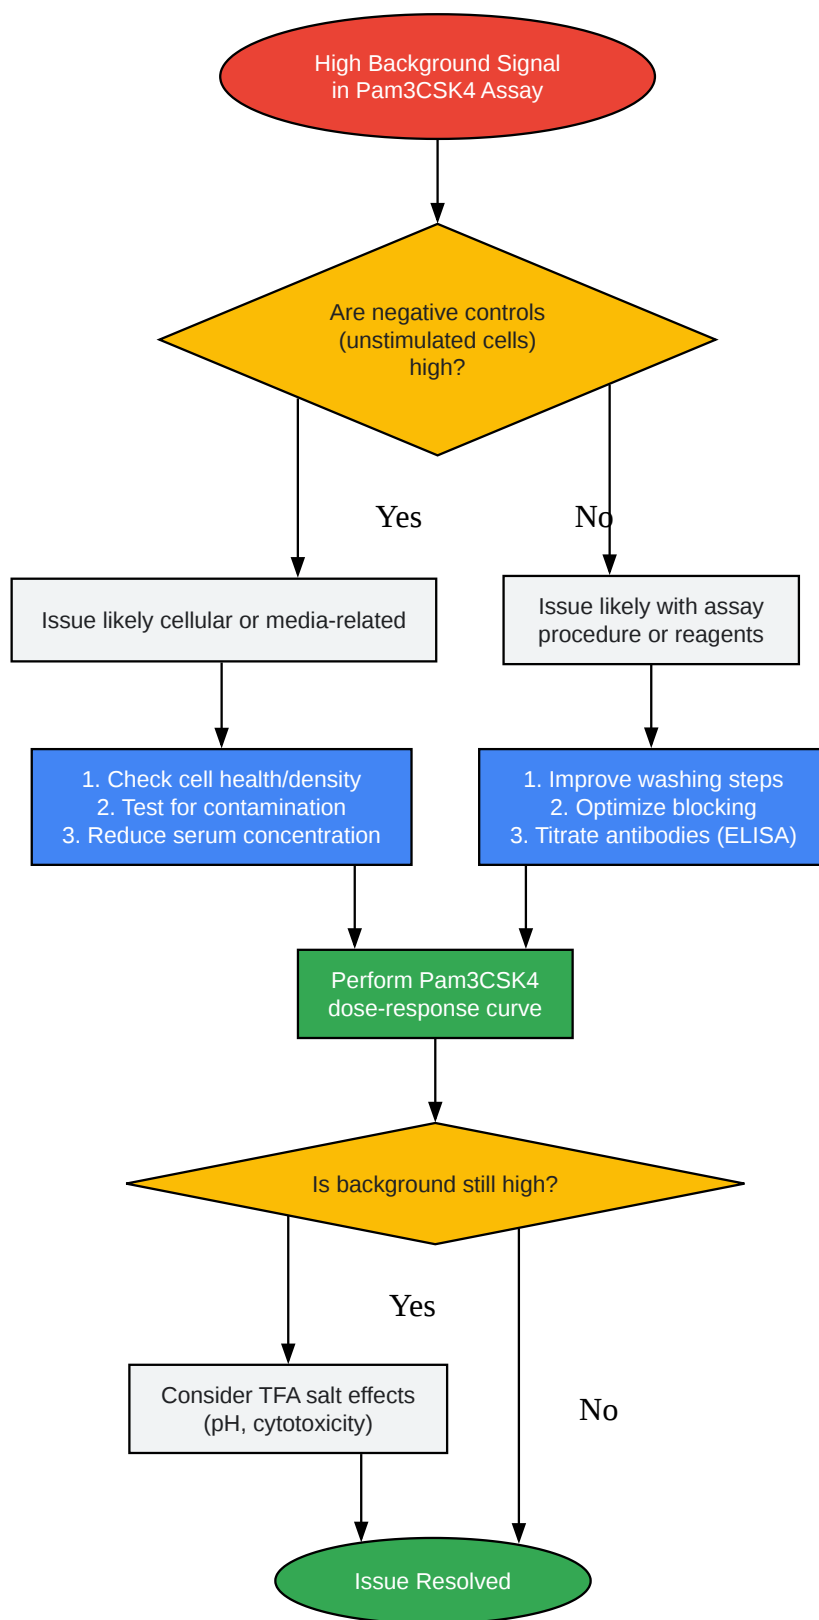 High Background Signal
in Pam3CSK4 Assay
Are negative controls
(unstimulated cells)
high?
Yes
No
Issue likely cellular or media-related
Issue likely with assay
procedure or reagents
1. Check cell health/density
2. Test for contamination
3. Reduce serum concentration
1. Improve washing steps
2. Optimize blocking
3. Titrate antibodies (ELISA)
Perform Pam3CSK4
dose-response curve
Is background still high?
Yes
Consider TFA salt effects
(pH, cytotoxicity)
No
Issue Resolved